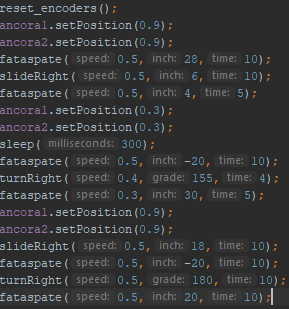 reset_encoders();
ancora1.setPosition(0.9);
ancora2.setPosition(0.9);
fataspate( speed: 0.5, inch: 28, time: 10);
slideRight( speed: 0.5, inch: 6, time: 10);
fataspate( speed: 0.5, inch: 4, time: 5);
ancora1.setPosition(0.3);
ancora2.setPosition(0.3);
sleep( milliseconds: 300);
fataspate( speed: 0.5, inch: -20, time: 10);
turnRight( speed: 0.4, grade: 155, time: 4);
fataspate( speed: 0.3, inch: 30, time: 5);
ancora1.setPosition(0.9);
ancora2.setPosition(0.9);
slideRight( speed: 0.5, inch: 18, time: 10);
fataspate( speed: 0.5, inch: -20, time: 10);
turnRight( speed: 0.5, grade: 180, time: 10);
fataspate( speed: 0.5, inch: 20, time: 10);